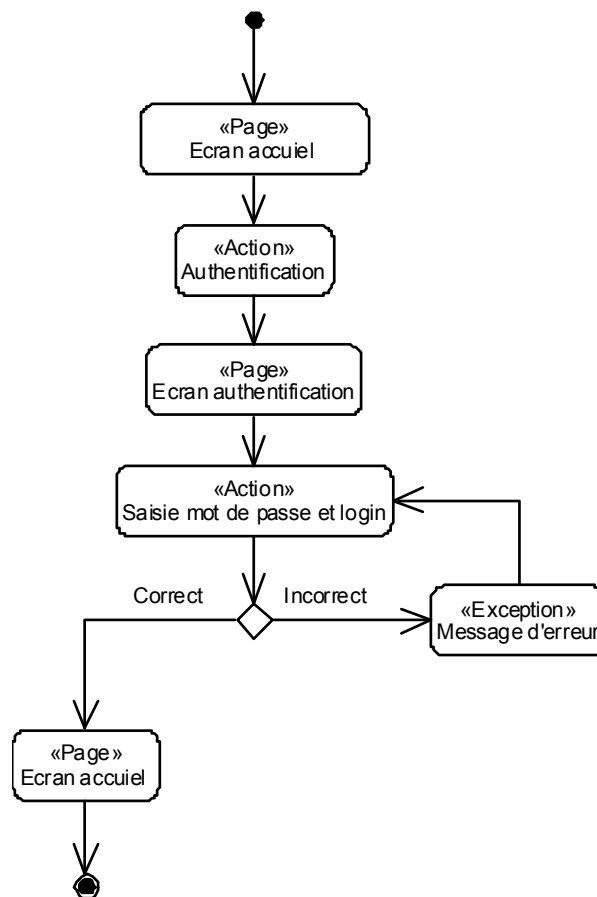 «Page»
Ecran accuiel
«Action»
Authentification
«Page»
Ecran authentification
«Action»
Saisie mot de passe et login
Correct
Incorrect
«Exception»
Message d'erreur
«Page»
Ecran accuiel